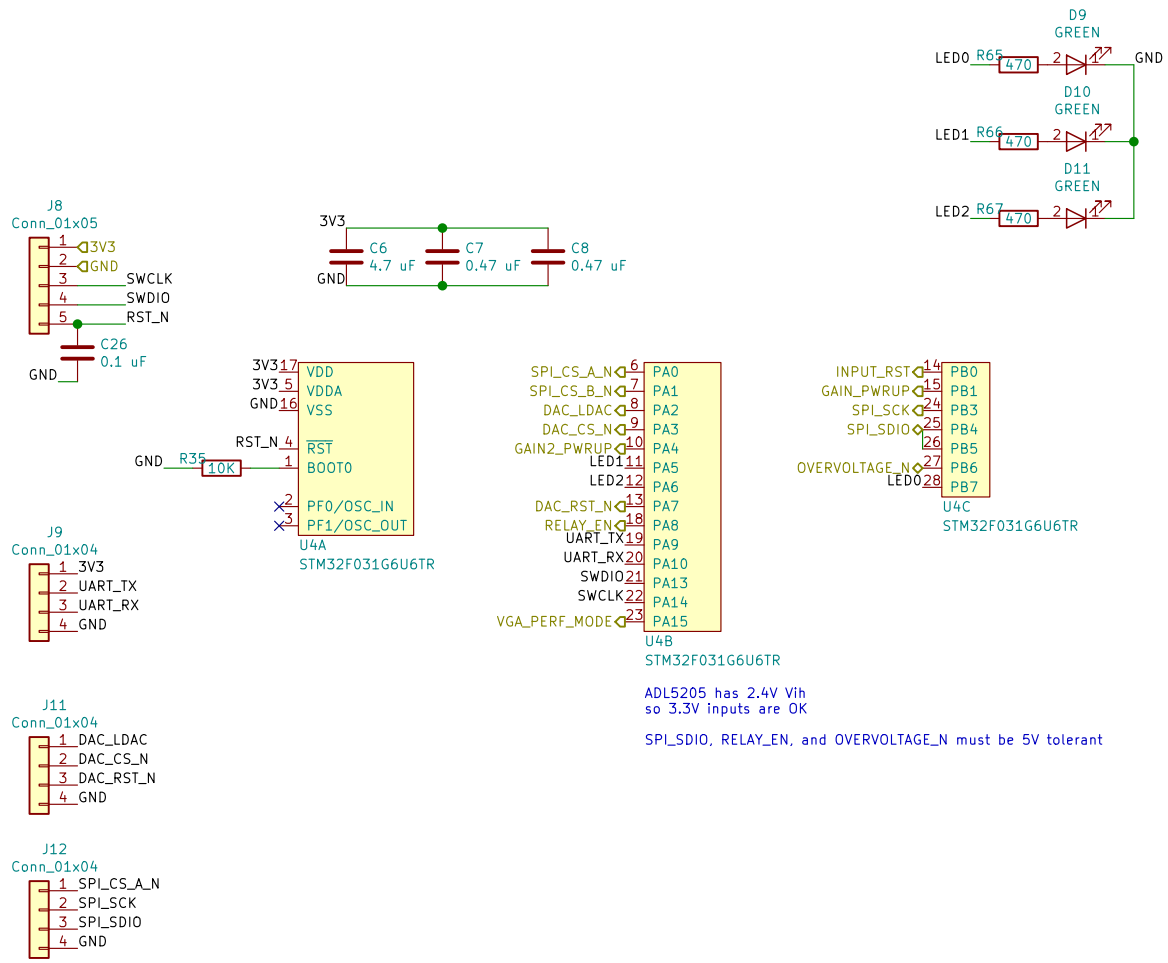 D9
GREEN
LED0
R65
470
2
1
GND
D10
GREEN
LED1
R66
470
2
1
D11
GREEN
LED2
R67
470
2
1
J8
Conn_01x05
1
3V3
2
GND
3
SWCLK
4
SWDIO
5
RST_N
C26
0.1 uF
GND
3V3
GND
C6
4.7 uF
C7
0.47 uF
C8
0.47 uF
3V3
17
VDD
3V3
5
VDDA
GND
16
VSS
RST_N
4
RST
GND
R35
10K
1
BOOT0
2
PF0/OSC_IN
3
PF1/OSC_OUT
U4A
STM32F031G6U6TR
SPI_CS_A_N
6
PA0
SPI_CS_B_N
7
PA1
DAC_LDAC
8
PA2
DAC_CS_N
9
PA3
GAIN2_PWRUP
10
PA4
LED1
11
PA5
LED2
12
PA6
DAC_RST_N
13
PA7
RELAY_EN
18
PA8
UART_TX
19
PA9
UART_RX
20
PA10
SWDIO
21
PA13
SWCLK
22
PA14
VGA_PERF_MODE
23
PA15
U4B
STM32F031G6U6TR
INPUT_RST
14
PB0
GAIN_PWRUP
15
PB1
SPI_SCK
24
PB3
SPI_SDIO
25
PB4
26
PB5
OVERVOLTAGE_N
27
PB6
LED0
28
PB7
U4C
STM32F031G6U6TR
J9
Conn_01x04
1
3V3
2
UART_TX
3
UART_RX
4
GND
ADL5205 has 2.4V Vih
so 3.3V inputs are OK
SPI_SDIO, RELAY_EN, and OVERVOLTAGE_N must be 5V tolerant
J11
Conn_01x04
1
DAC_LDAC
2
DAC_CS_N
3
DAC_RST_N
4
GND
J12
Conn_01x04
1
SPI_CS_A_N
2
SPI_SCK
3
SPI_SDIO
4
GND